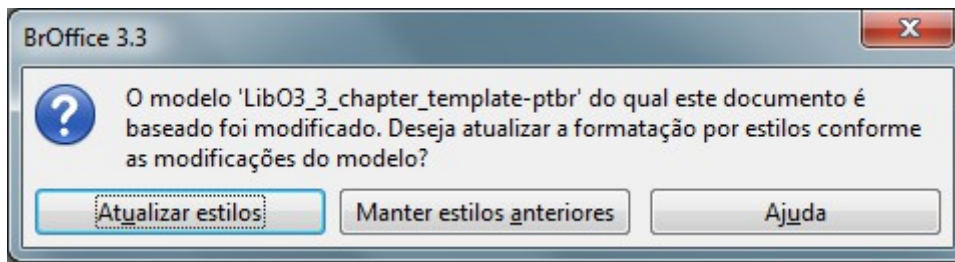 BrOffice 3.3
O modelo 'LibO3_3_chapter_template-ptbr' do qual este documento é
baseado foi modificado. Deseja atualizar a formatação por estilos conforme
as modificações do modelo?
Atualizar estilos
Manter estilos anteriores
Ajuda